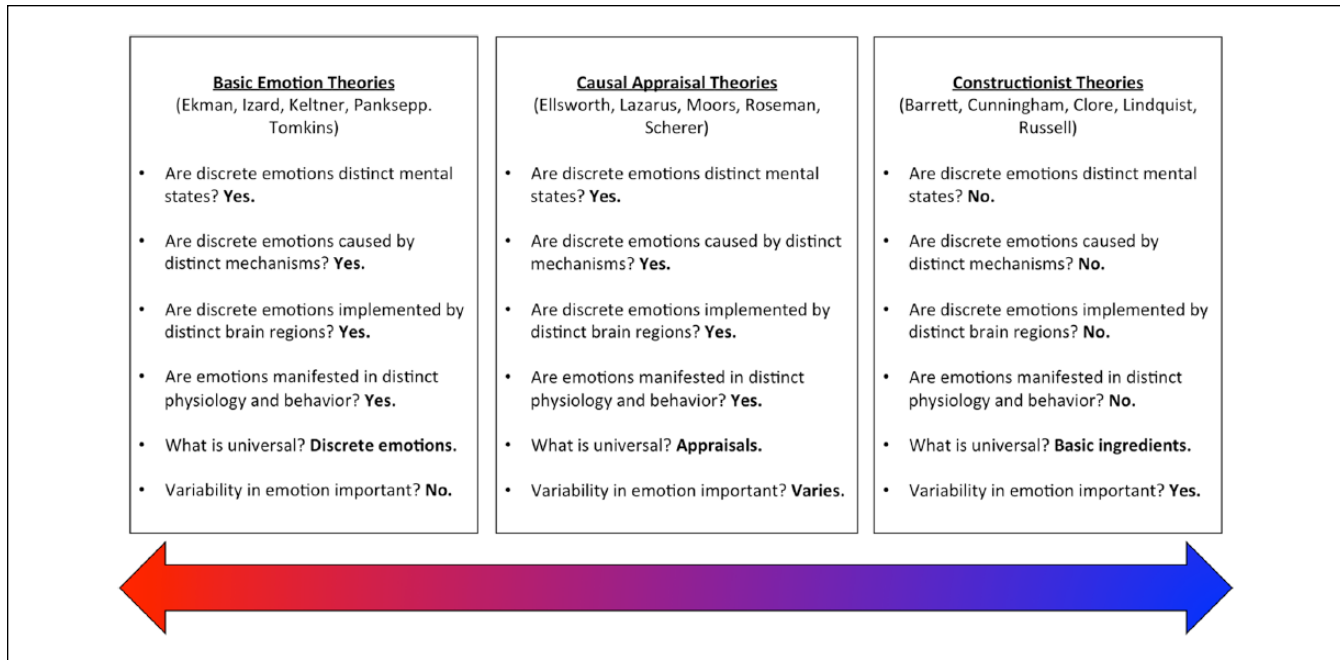 Basic Emotion Theories
(Ekman, Izard, Keltner, Panksepp.
Tomkins)
• Are discrete emotions distinct mental
states? Yes.
• Are discrete emotions caused by
distinct mechanisms? Yes.
• Are discrete emotions implemented by
distinct brain regions? Yes.
• Are emotions manifested in distinct
physiology and behavior? Yes.
• What is universal? Discrete emotions.
• Variability in emotion important? No.
Causal Appraisal Theories
(Ellsworth, Lazarus, Moors, Roseman,
Scherer)
• Are discrete emotions distinct mental
states? Yes.
• Are discrete emotions caused by distinct
mechanisms? Yes.
• Are discrete emotions implemented by
distinct brain regions? Yes.
• Are emotions manifested in distinct
physiology and behavior? Yes.
• What is universal? Appraisals.
• Variability in emotion important? Varies.
Constructionist Theories
(Barrett, Cunningham, Clore, Lindquist,
Russell)
• Are discrete emotions distinct mental
states? No.
• Are discrete emotions caused by
distinct mechanisms? No.
• Are discrete emotions implemented by
distinct brain regions? No.
• Are emotions manifested in distinct
physiology and behavior? No.
• What is universal? Basic ingredients.
• Variability in emotion important? Yes.